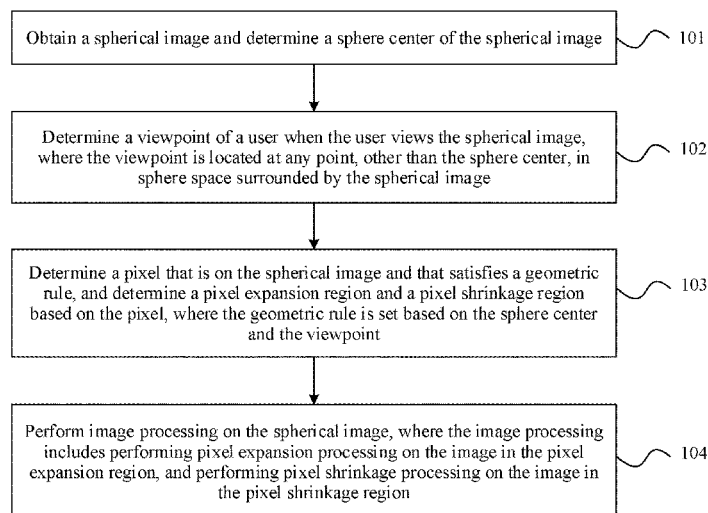 Obtain a spherical image and determine a sphere center of the spherical image
101
Determine a viewpoint of a user when the user views the spherical image,
where the viewpoint is located at any point, other than the sphere center, in
sphere space surrounded by the spherical image
102
Determine a pixel that is on the spherical image and that satisfies a geometric
rule, and determine a pixel expansion region and a pixel shrinkage region
based on the pixel, where the geometric rule is set based on the sphere center
and the viewpoint
103
Perform image processing on the spherical image, where the image processing
includes performing pixel expansion processing on the image in the pixel
expansion region, and performing pixel shrinkage processing on the image in
the pixel shrinkage region
104